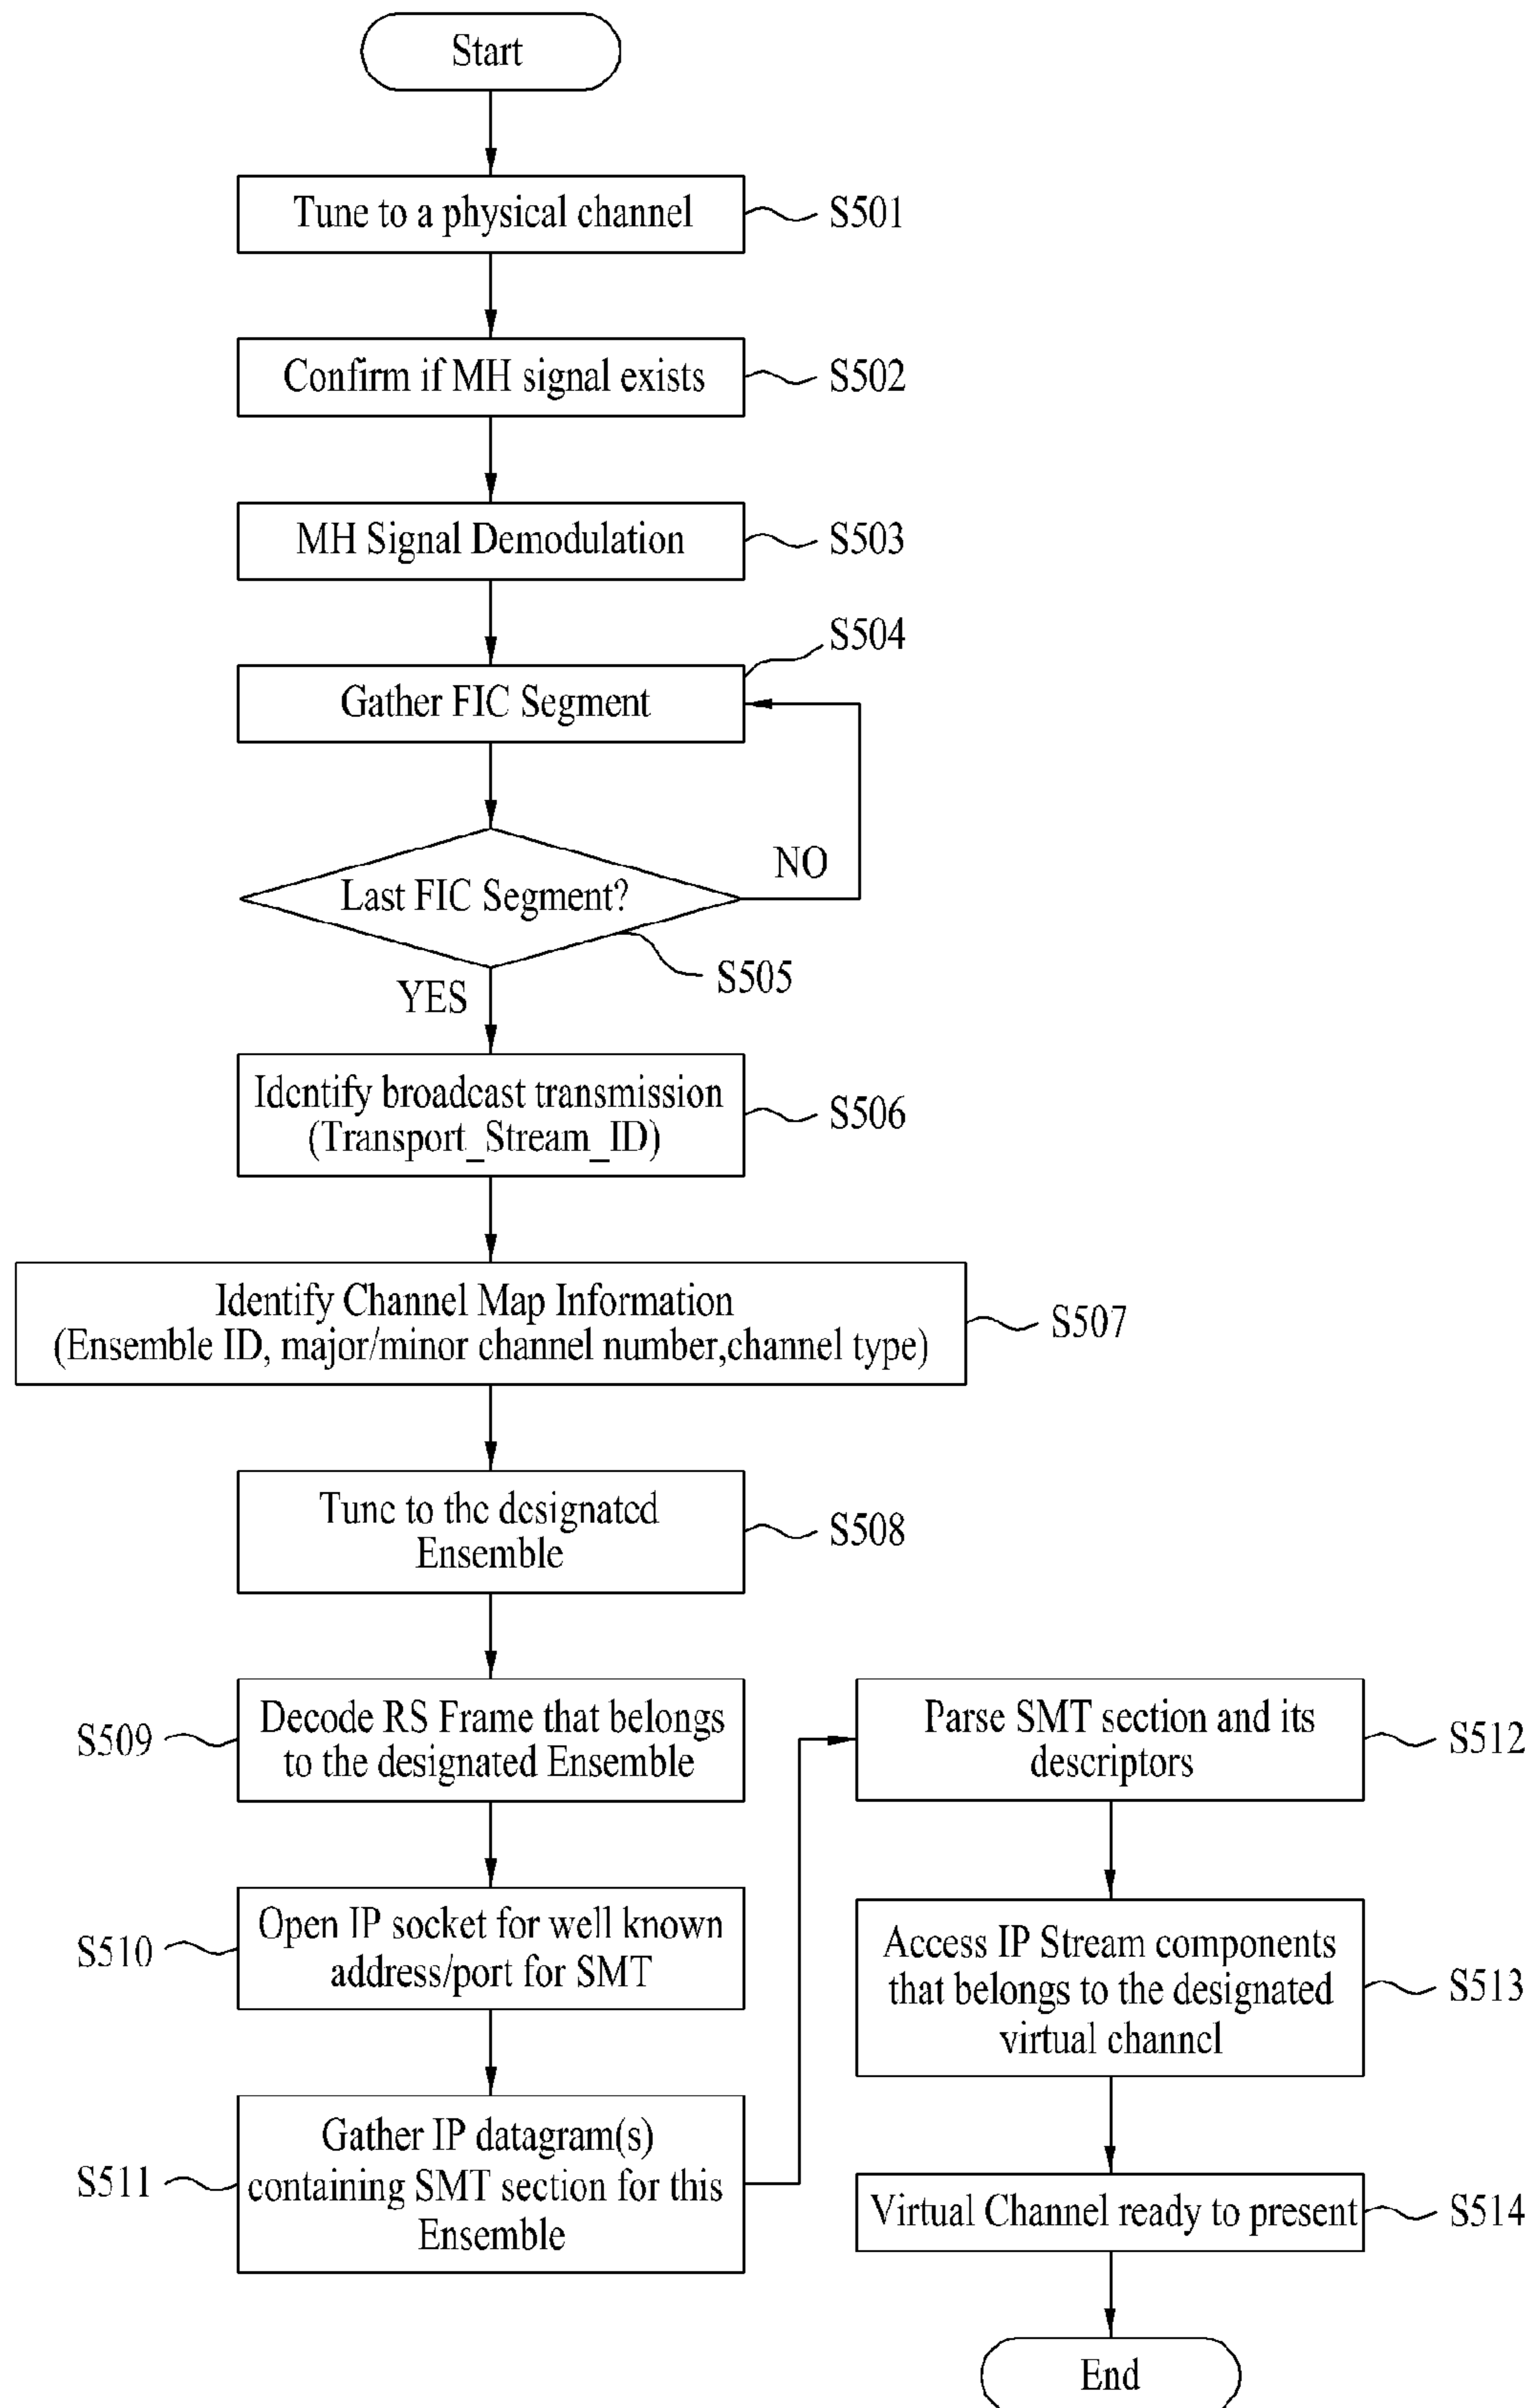 Start
Tune to a physical channel
S501
Confirm if MH signal exists
S502
MH Signal Demodulation
S503
S504
Gather FIC Segment
NO
Last FIC Segment?
S505
YES
Identify broadcast transmission
(Transport_Stream_ID)
S506
Identify Channel Map Information
(Ensemble ID, major/minor channel number,channel type)
S507
Tune to the designated
Ensemble
S508
Decode RS Frame that belongs
to the designated Ensemble
S509
Open IP socket for well known
address/port for SMT
S510
Gather IP datagram(s)
containing SMT section for this
Ensemble
S511
Parse SMT section and its
descriptors
S512
Access IP Stream components
that belongs to the designated
virtual channel
S513
Virtual Channel ready to present
S514
End